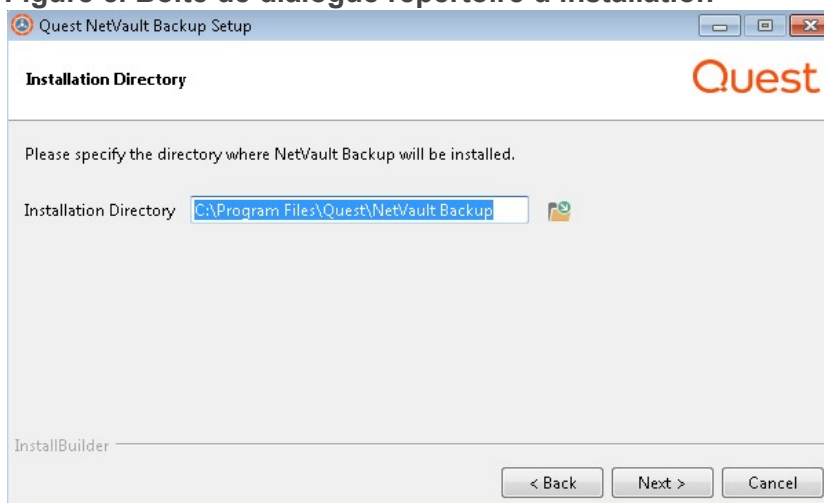 Quest NetVault Backup Setup
Installation Directory
Quest
Please specify the directory where NetVault Backup will be installed.
Installation Directory C:\Program Files\Quest\NetVault Backup
InstallBuilder
< Back Next > Cancel